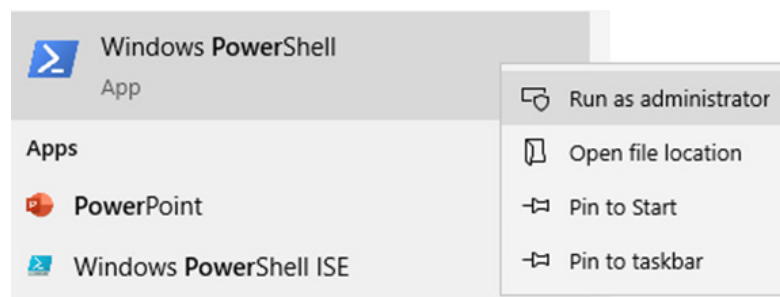 Windows PowerShell
App
Apps
PowerPoint
Windows PowerShell ISE
Run as administrator
Open file location
Pin to Start
Pin to taskbar